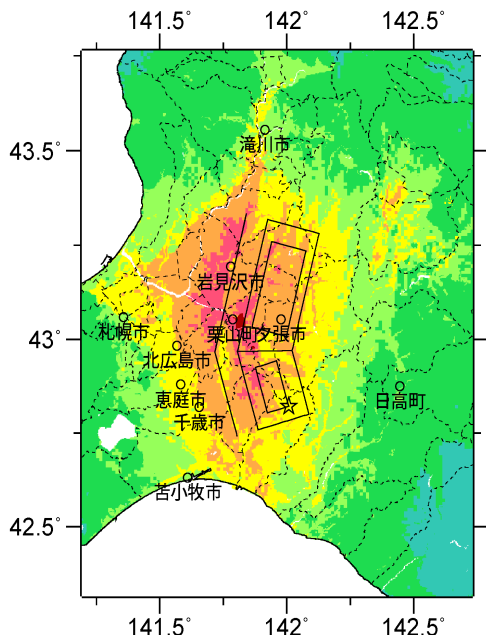 141.5° 142° 142.5°
43.5°
滝川市
岩見沢市
札幌市
栗山町 夕張市
43°
北広島市
恵庭市
日高町
千歳市
苫小牧市
42.5°
141.5° 142° 142.5°